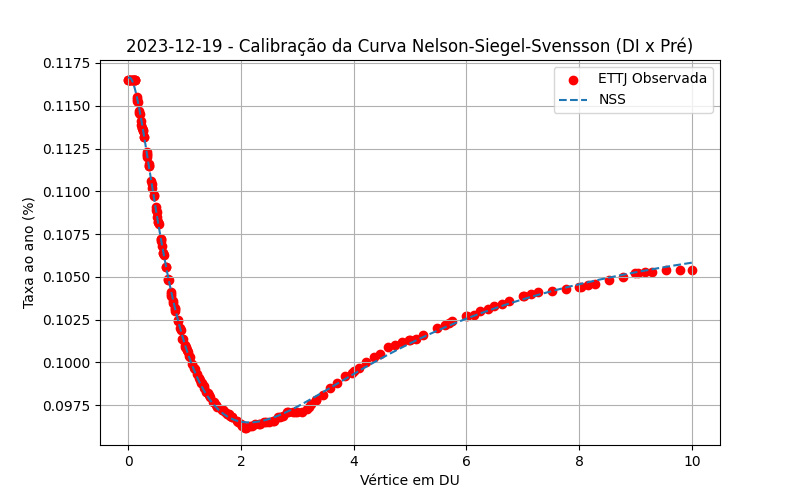 2023-12-19 - Calibração da Curva Nelson-Siegel-Svensson (DI x Pré)
0.1175
0.1150
0.1125
0.1100
0.1075
0.1050
0.1025
0.1000
0.0975
Taxa ao ano (%)
ETTJ Observada
NSS
0 2 4 6 8 10
Vértice em DU